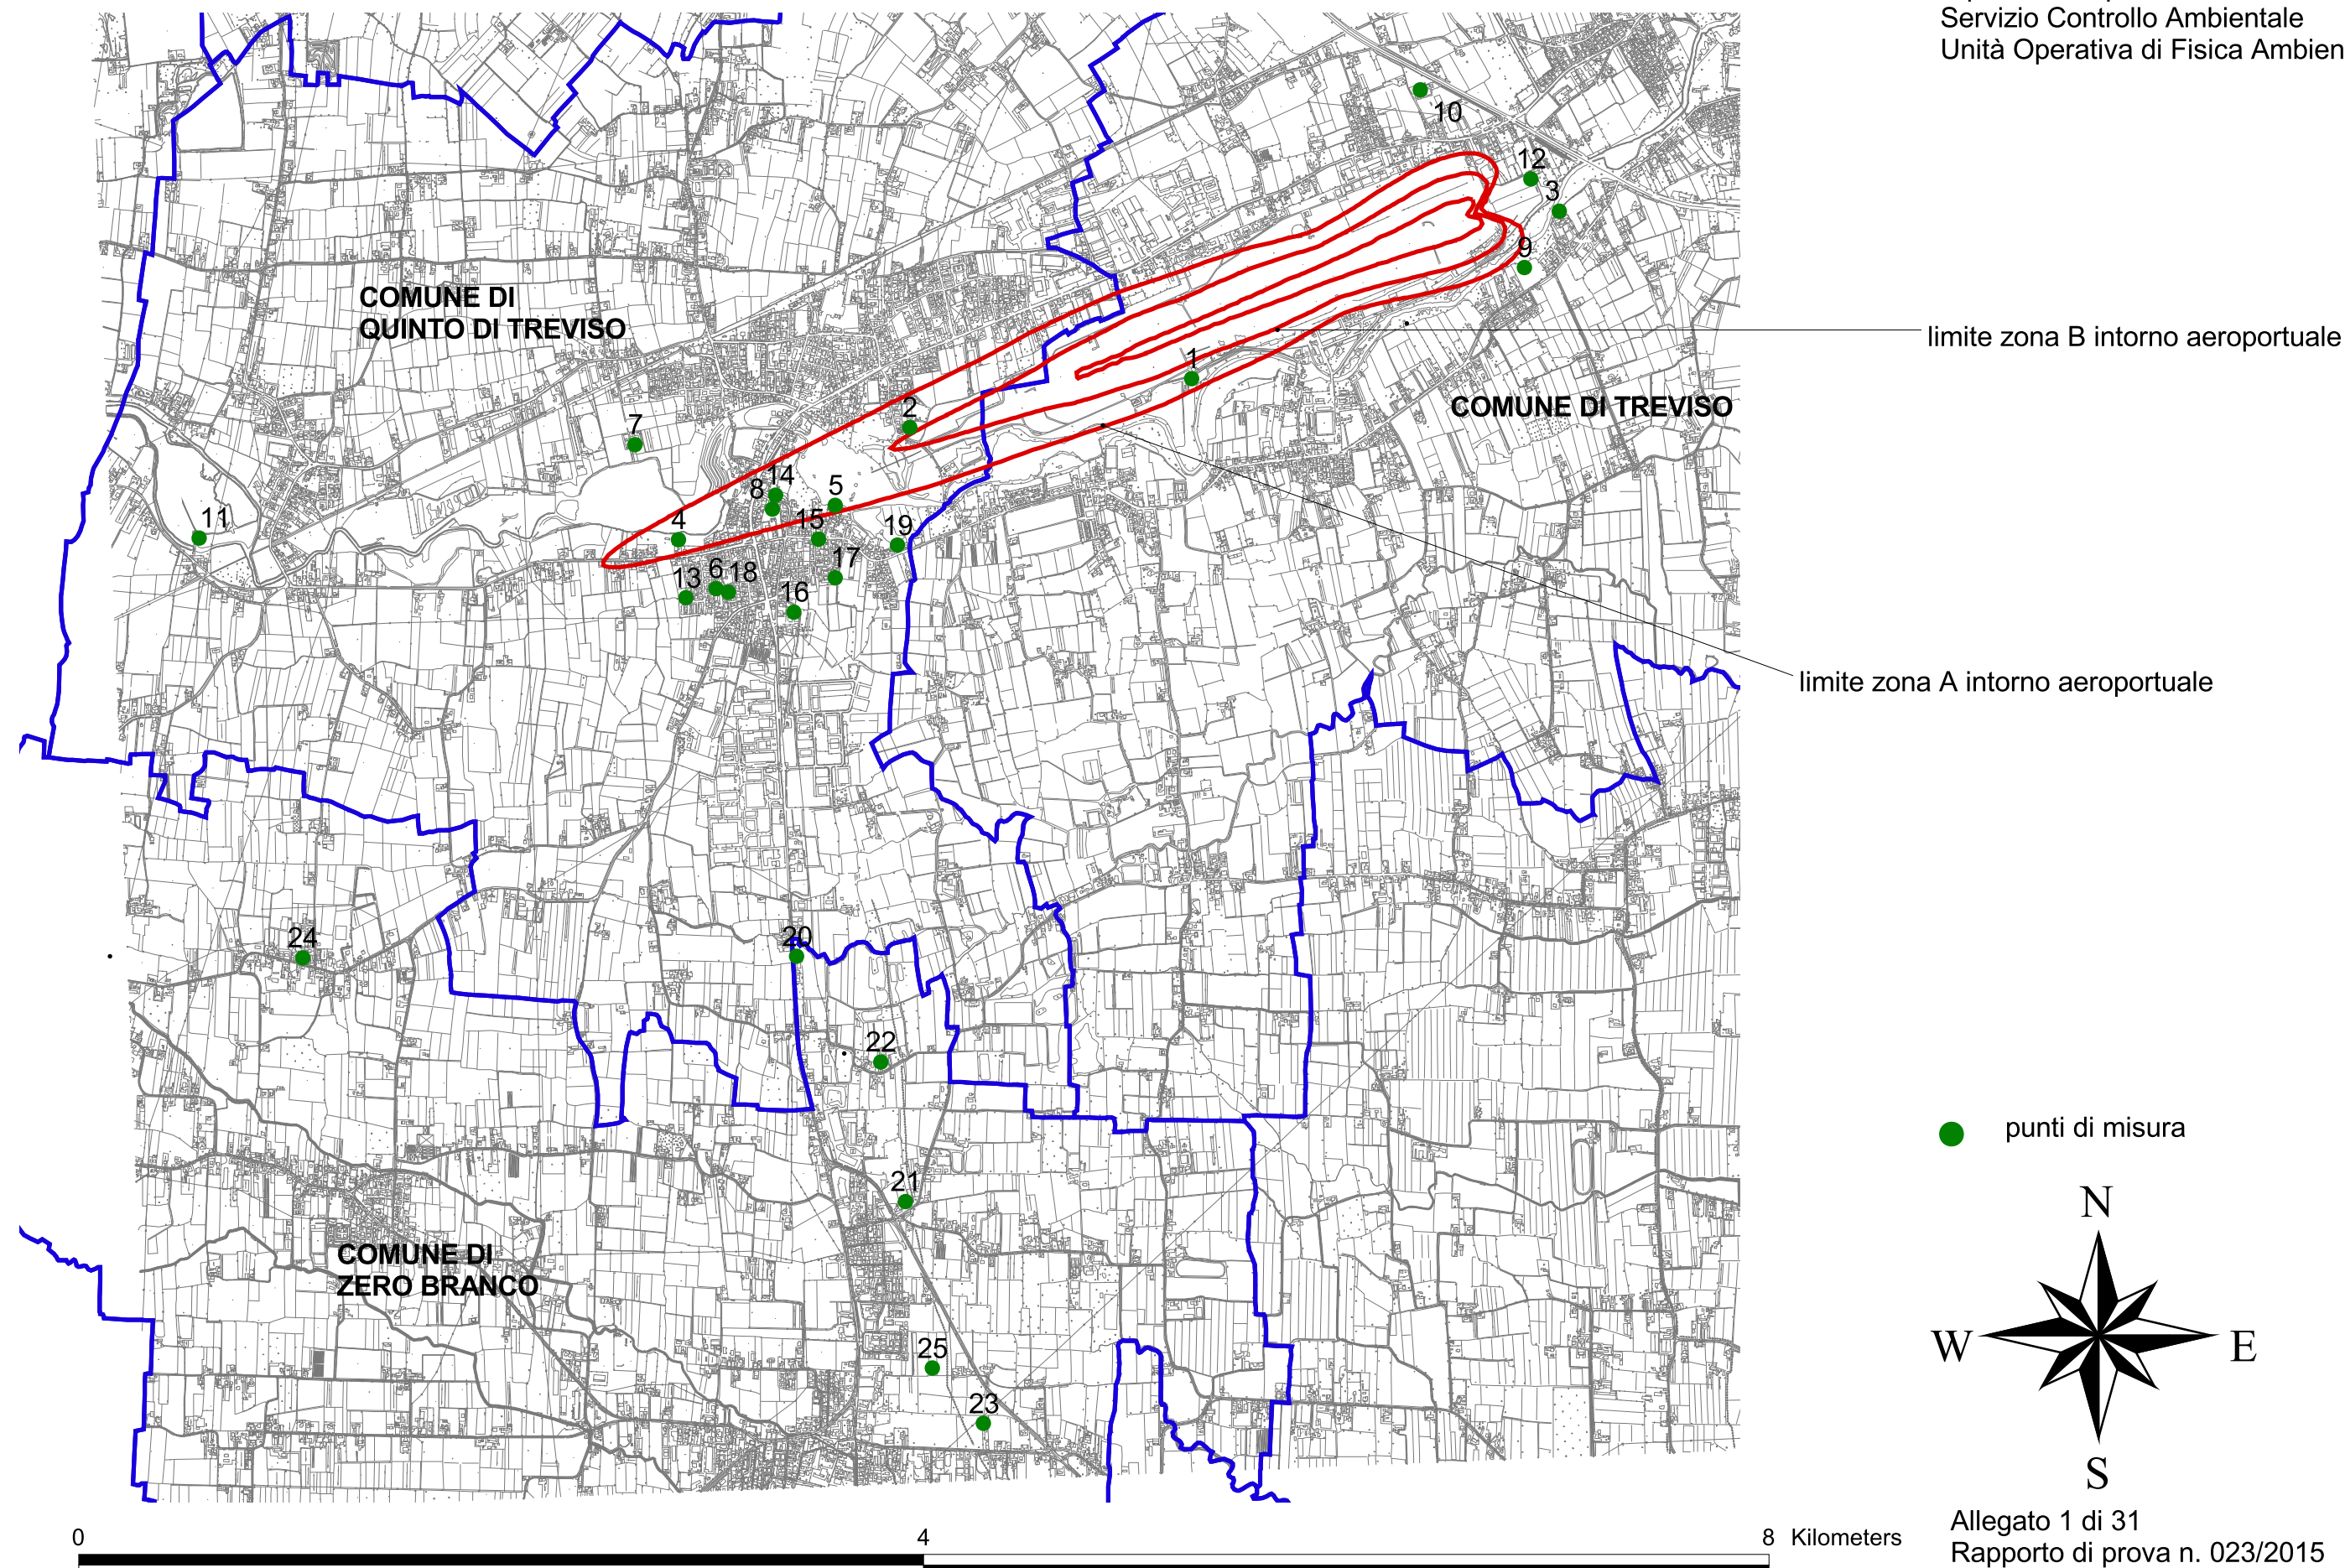 Servizio Controllo Ambientale
Unità Operativa di Fisica Ambien
10
12
3
9
COMUNE DI
QUINTO DI TREVISO
limite zona B intorno aeroportuale
1
COMUNE DI TREVISO
2
7
14
8
5
11
4
15
19
17
6
18
13
16
limite zona A intorno aeroportuale
24
20
22
punti di misura
21
N
COMUNE DI
ZERO BRANCO
W
E
25
23
S
0
4
8 Kilometers
Allegato 1 di 31
Rapporto di prova n. 023/2015